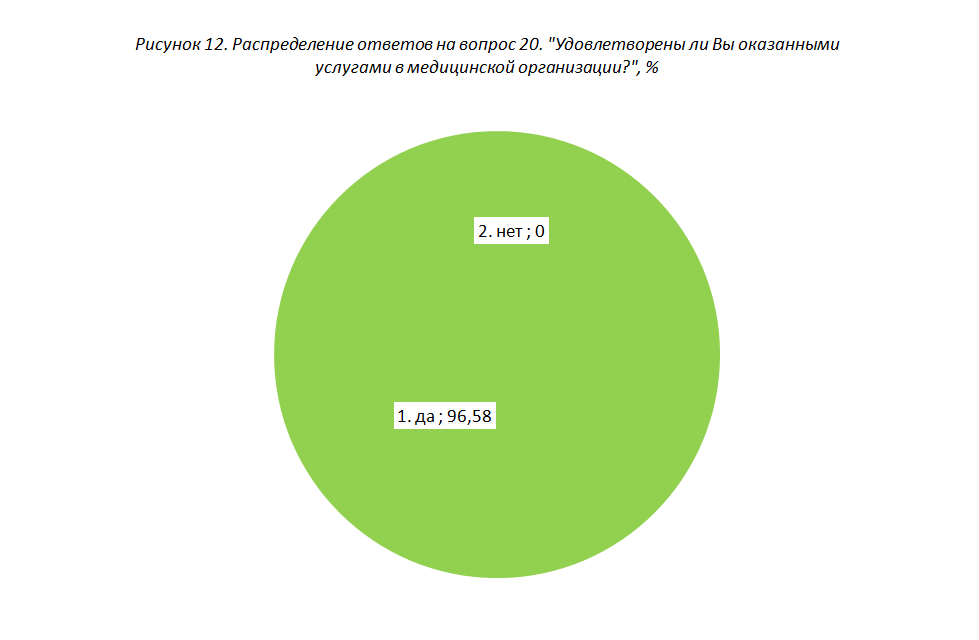 Рисунок 12. Распределение ответов на вопрос 20. "Удовлетворены ли Вы оказанными
услугами в медицинской организации?", %
2. нет ; 0
1. да ; 96,58